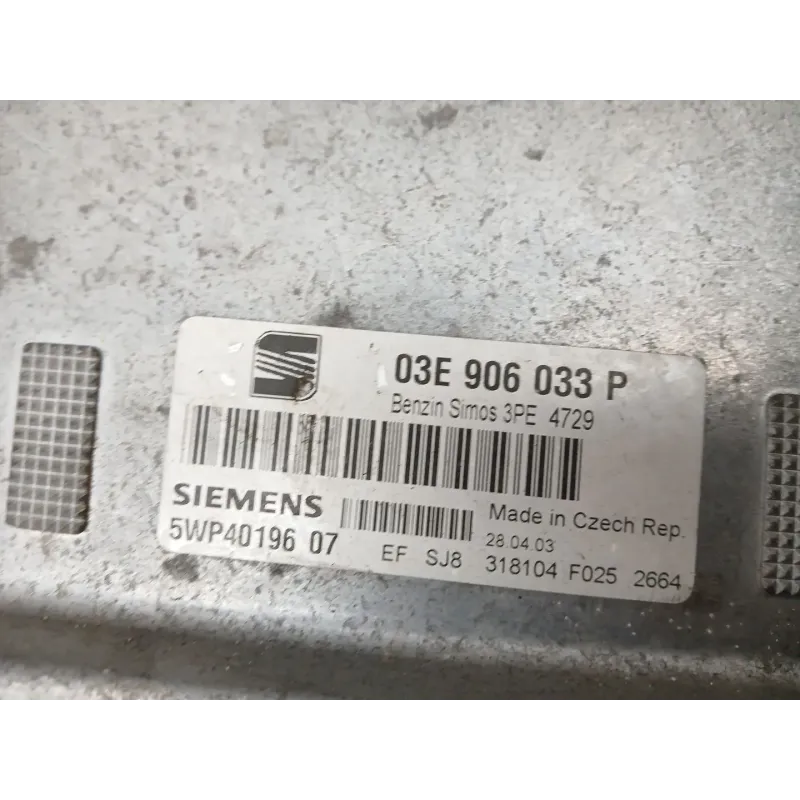 03E 906 033 P
Benzin Simos 3PE 4729
SIEMENS
Made in Czech Rep.
5WP40196 07
28.04.03
EF SJ8 318104 F025 2664